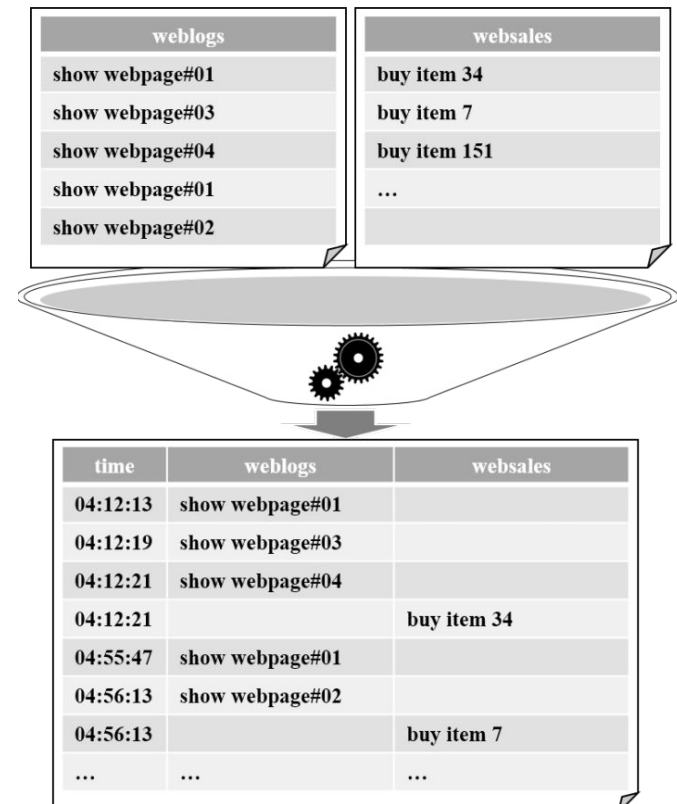 weblogs
show webpage#01
show webpage#03
show webpage#04
show webpage#01
show webpage#02
websales
buy item 34
buy item 7
buy item 151
…
time weblogs websales
04:12:13 show webpage#01
04:12:19 show webpage#03
04:12:21 show webpage#04
04:12:21 buy item 34
04:55:47 show webpage#01
04:56:13 show webpage#02
04:56:13 buy item 7
… … …